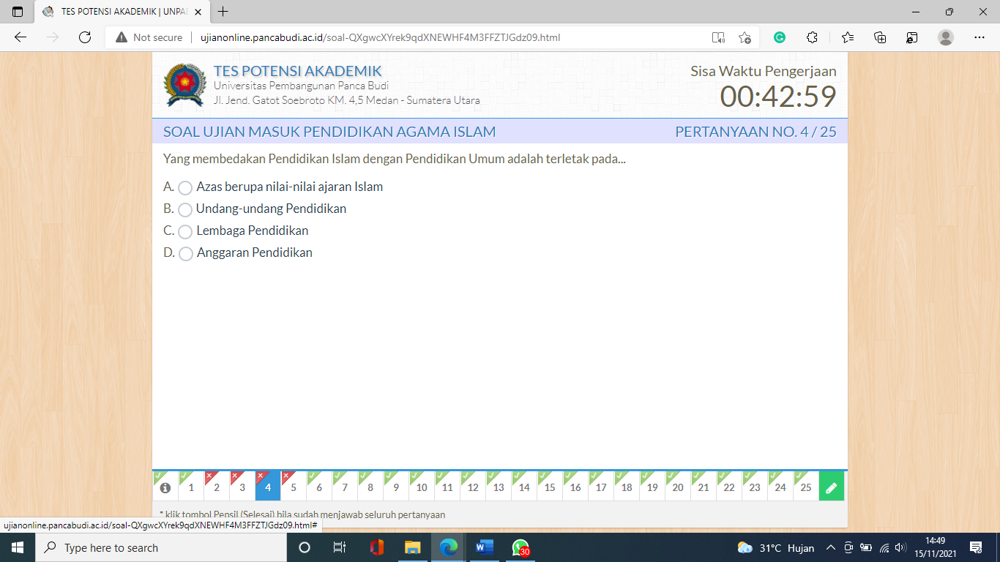 TES POTENSI AKADEMIK | UNPAB
Not secure | ujianonline.pancabudi.ac.id/soal-QXgwcXYrek9qdXNEWHF4M3FFZTJGdz09.html
TES POTENSI AKADEMIK
Universitas Pembangunan Panca Budi
Jl. Jend. Gatot Soebroto KM. 4,5 Medan - Sumatera Utara
Sisa Waktu Pengerjaan
00:42:59
SOAL UJIAN MASUK PENDIDIKAN AGAMA ISLAM
PERTANYAAN NO. 4 / 25
Yang membedakan Pendidikan Islam dengan Pendidikan Umum adalah terletak pada...
A. Azas berupa nilai-nilai ajaran Islam
B. Undang-undang Pendidikan
C. Lembaga Pendidikan
D. Anggaran Pendidikan
1 2 3 4 5 6 7 8 9 10 11 12 13 14 15 16 17 18 19 20 21 22 23 24 25
* klik tombol Pensil (Selesai) bila sudah menjawab seluruh pertanyaan
ujianonline.pancabudi.ac.id/soal-QXgwcXYrek9qdXNEWHF4M3FFZTJGdz09.html#
Type here to search
30
31°C Hujan
14:49
15/11/2021